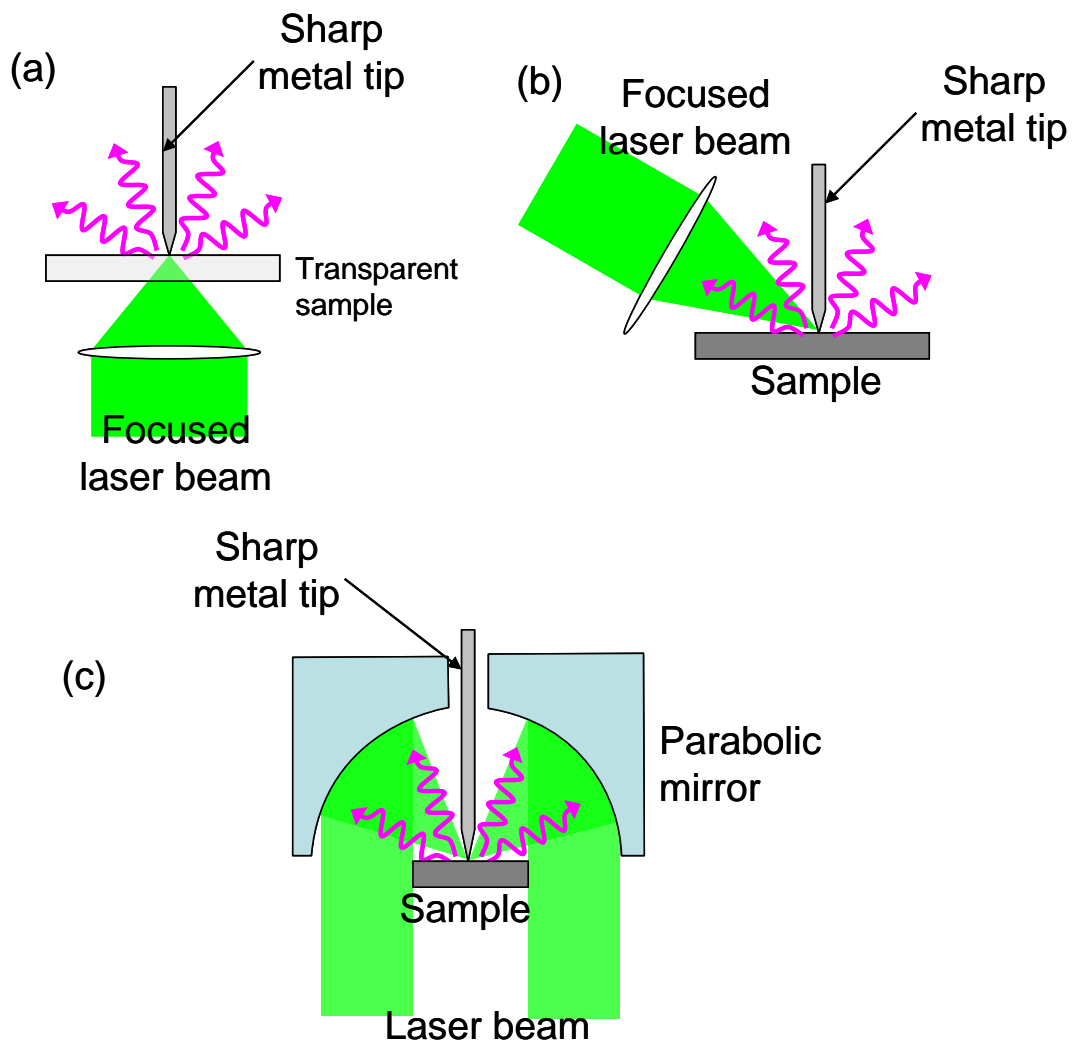 (a)
Sharp
metal tip
Transparent
sample
Focused
laser beam
(b)
Focused
laser beam
Sharp
metal tip
Sample
(c)
Sharp
metal tip
Parabolic
mirror
Sample
Laser beam